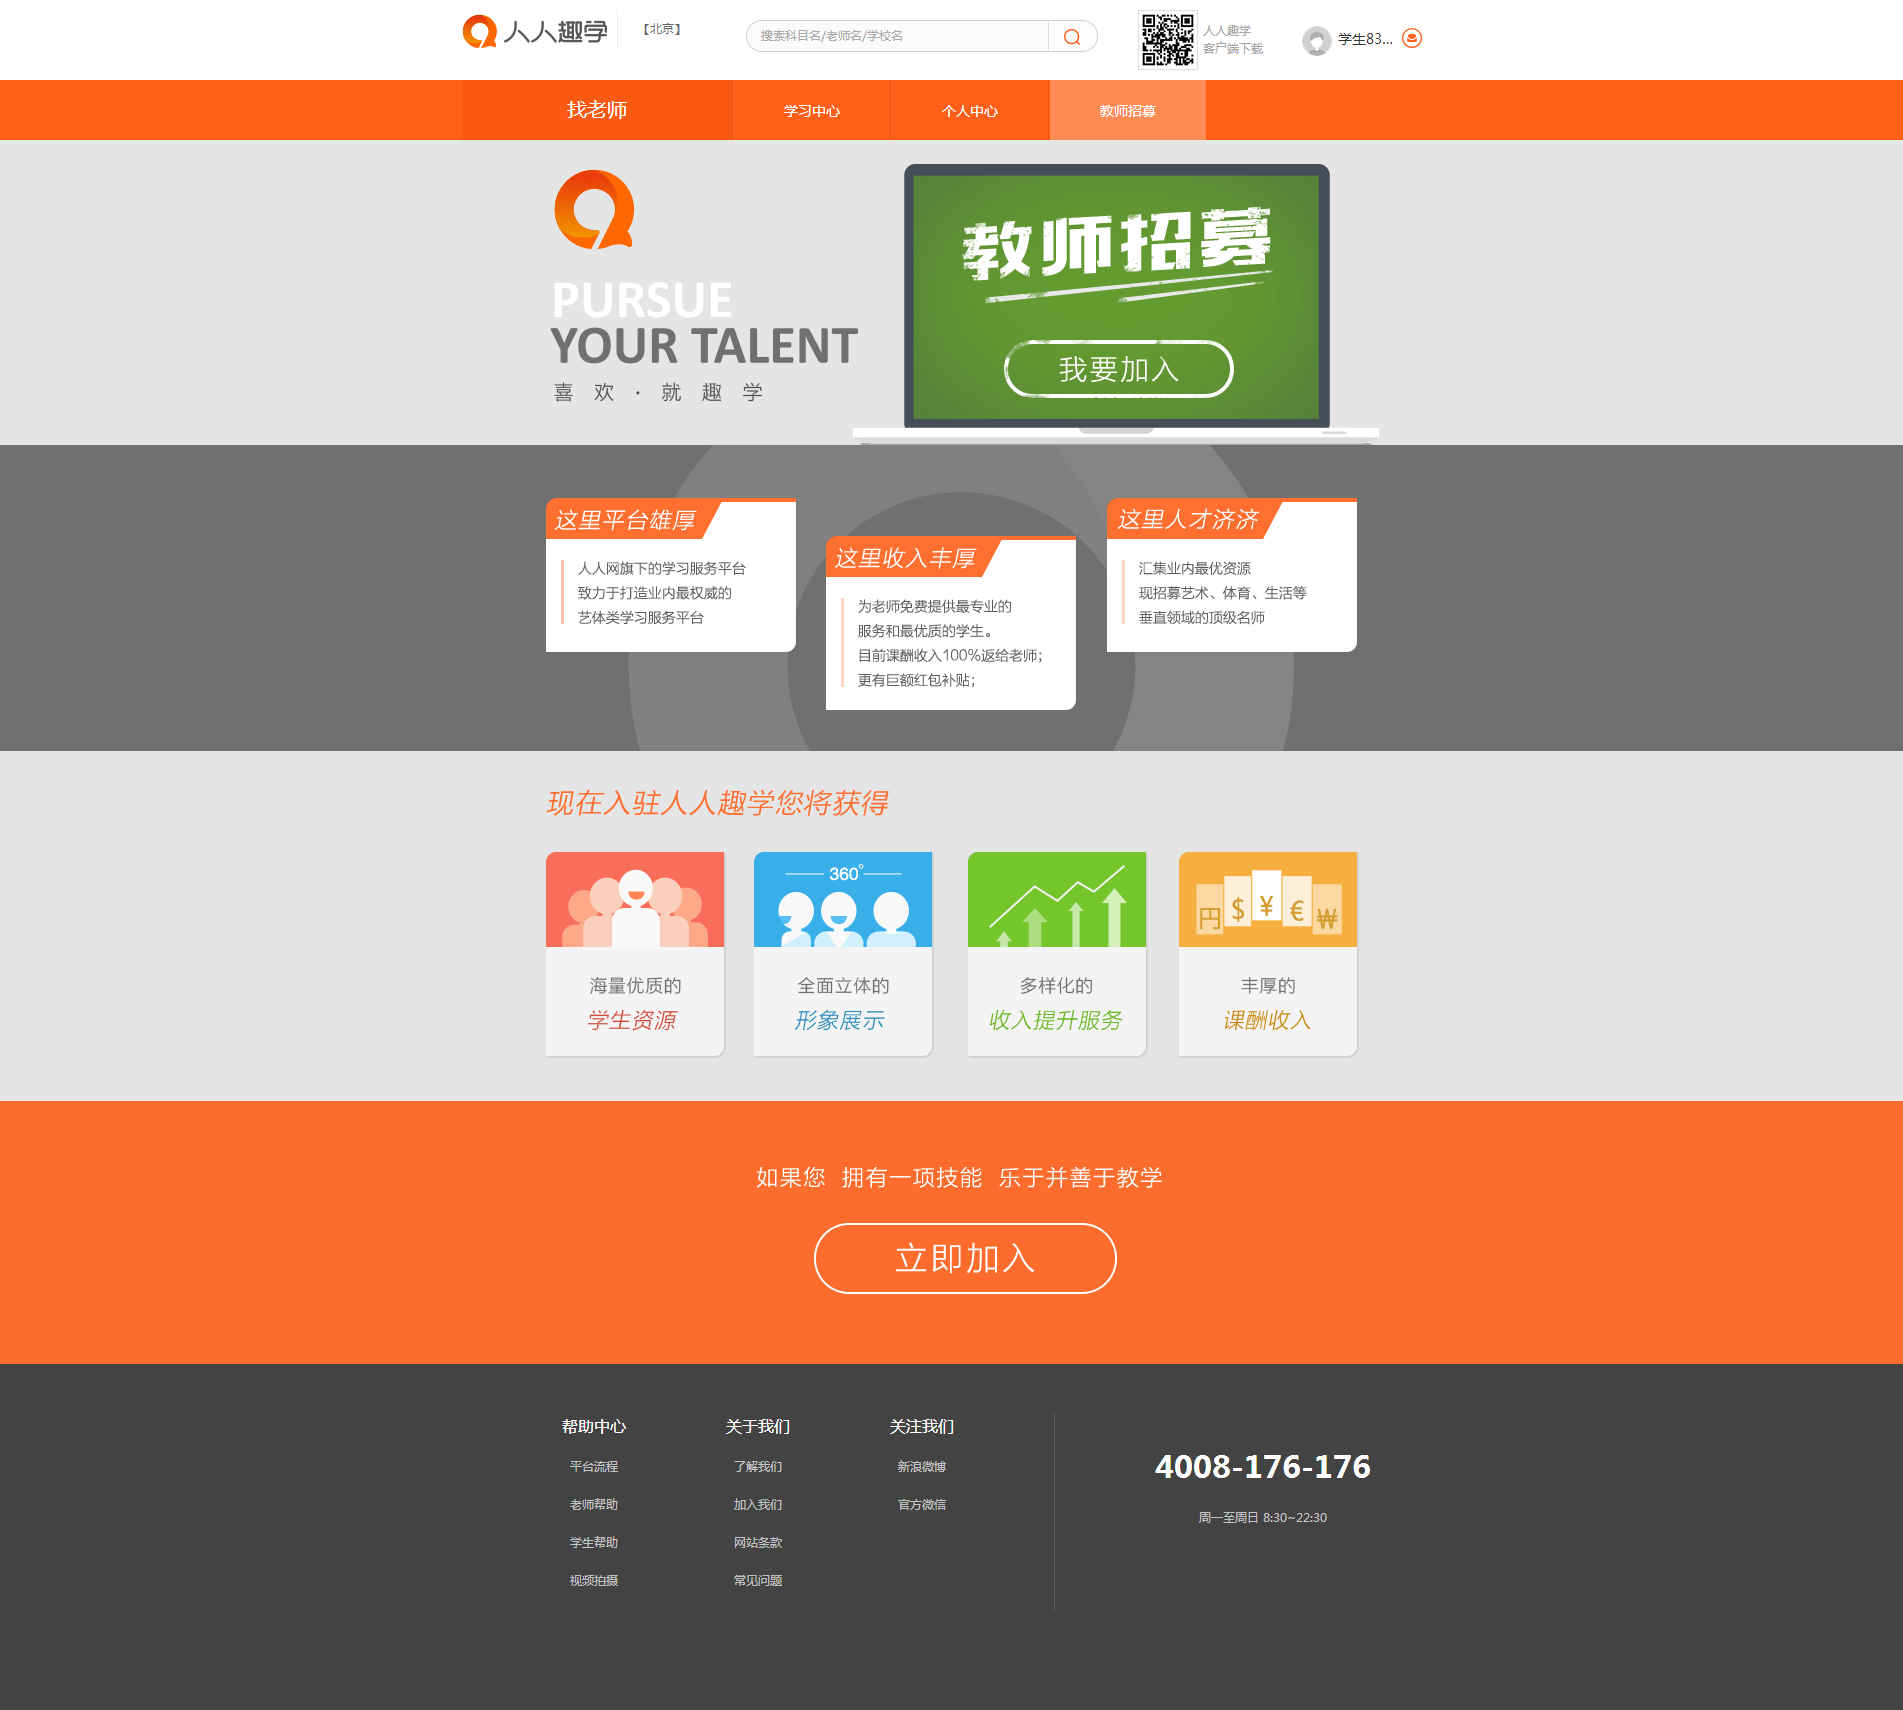 人人趣学
【北京】
搜索科目名/老师名/学校名
人人趣学
客户端下载
学生83...
找老师
学习中心
个人中心
教师招募
PURSUE
YOUR TALENT
喜 欢 · 就 趣 学
教师招募
我要加入
这里平台雄厚
人人网旗下的学习服务平台
致力于打造业内最权威的
艺体类学习服务平台
这里收入丰厚
为老师免费提供最专业的
服务和最优质的学生。
目前课酬收入100%返给老师；
更有巨额红包补贴；
这里人才济济
汇集业内最优资源
现招募艺术、体育、生活等
垂直领域的顶级名师
现在入驻人人趣学您将获得
海量优质的
学生资源
360°
全面立体的
形象展示
多样化的
收入提升服务
円 $ ¥ € ₩
丰厚的
课酬收入
如果您 拥有一项技能 乐于并善于教学
立即加入
帮助中心
平台流程
老师帮助
学生帮助
视频拍摄
关于我们
了解我们
加入我们
网站条款
常见问题
关注我们
新浪微博
官方微信
4008-176-176
周一至周日 8:30~22:30